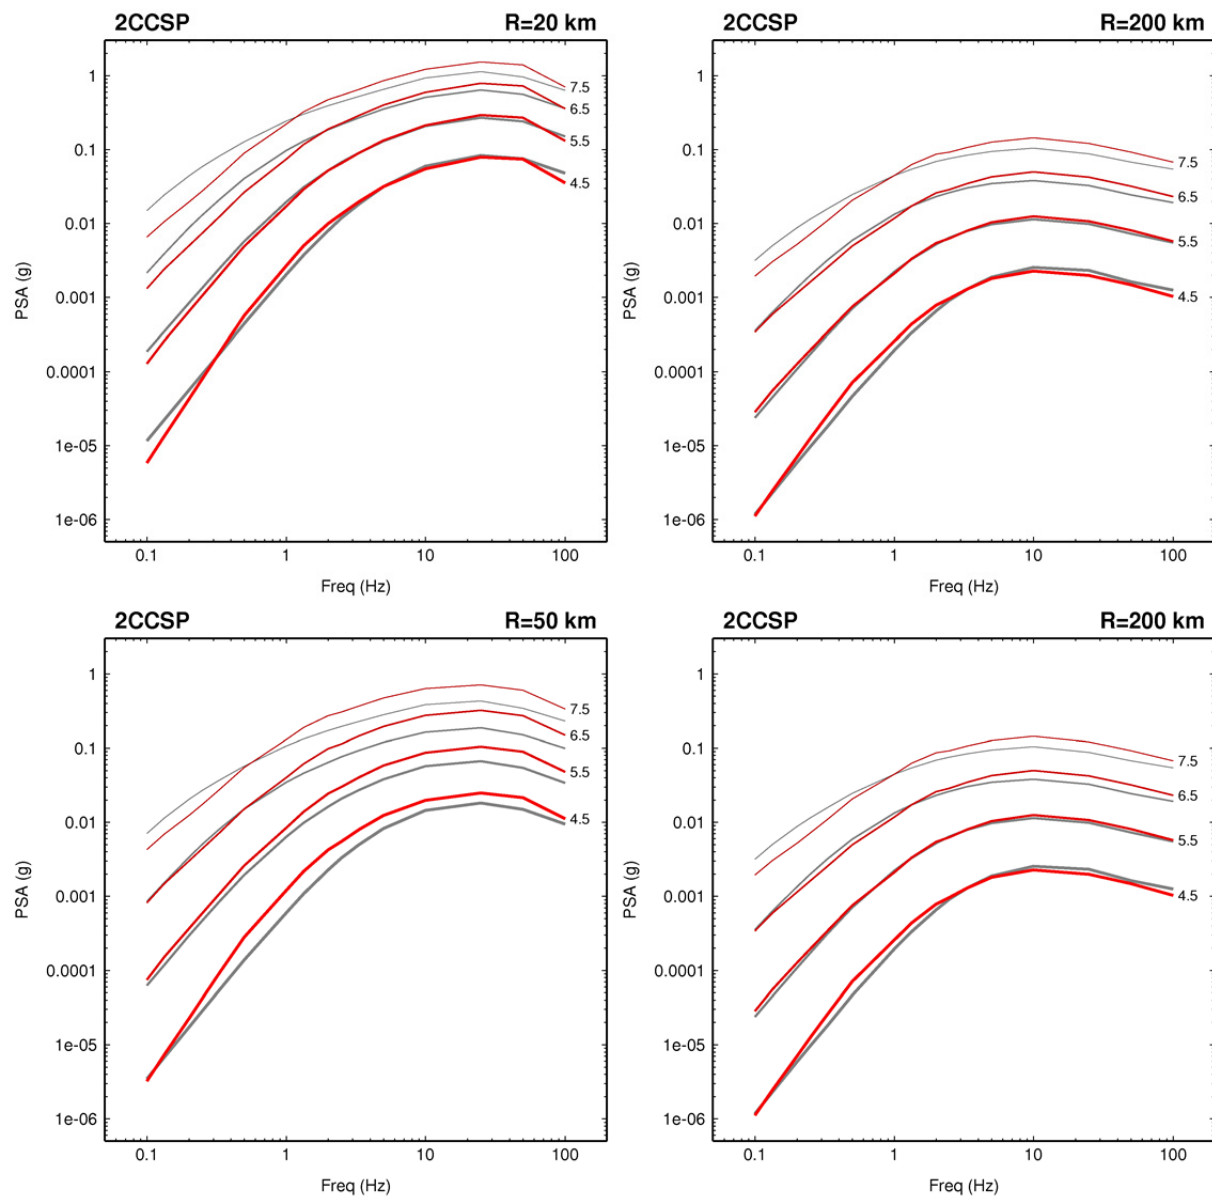 2CCSP R=20 km
1
0.1
0.01
0.001
0.0001
1e-05
1e-06
PSA (g)
7.5
6.5
5.5
4.5
0.1 1 10 100
Freq (Hz)
2CCSP R=200 km
1
0.1
0.01
0.001
0.0001
1e-05
1e-06
PSA (g)
7.5
6.5
5.5
4.5
0.1 1 10 100
Freq (Hz)
2CCSP R=50 km
1
0.1
0.01
0.001
0.0001
1e-05
1e-06
PSA (g)
7.5
6.5
5.5
4.5
0.1 1 10 100
Freq (Hz)
2CCSP R=200 km
1
0.1
0.01
0.001
0.0001
1e-05
1e-06
PSA (g)
7.5
6.5
5.5
4.5
0.1 1 10 100
Freq (Hz)